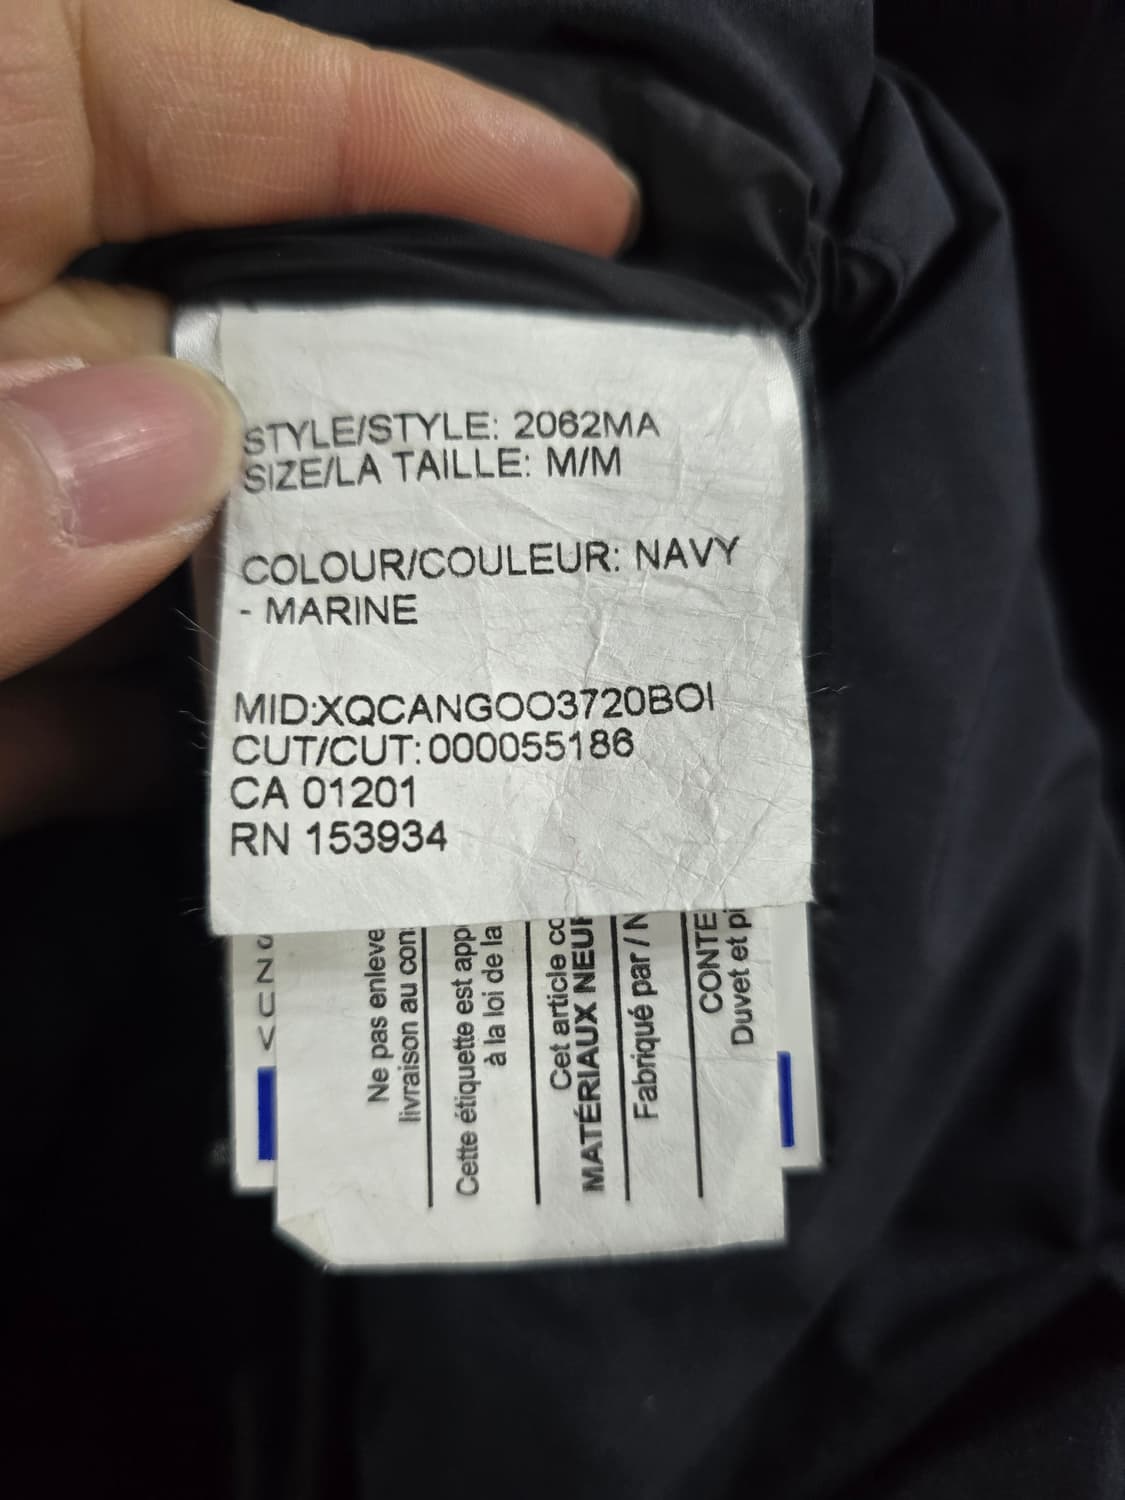 STYLE/STYLE: 2062MA
SIZE/LA TAILLE: M/M
COLOUR/COULEUR: NAVY
- MARINE
MID:XQCANGOO3720BOI
CUT/CUT: 000055186
CA 01201
RN 153934
Ne pas enleve
livraison au con
Cette étiquette est app
à la loi de la
Cet article co
MATÉRIAUX NEUF
Fabriqué par / N
CONTE
Duvet et pi